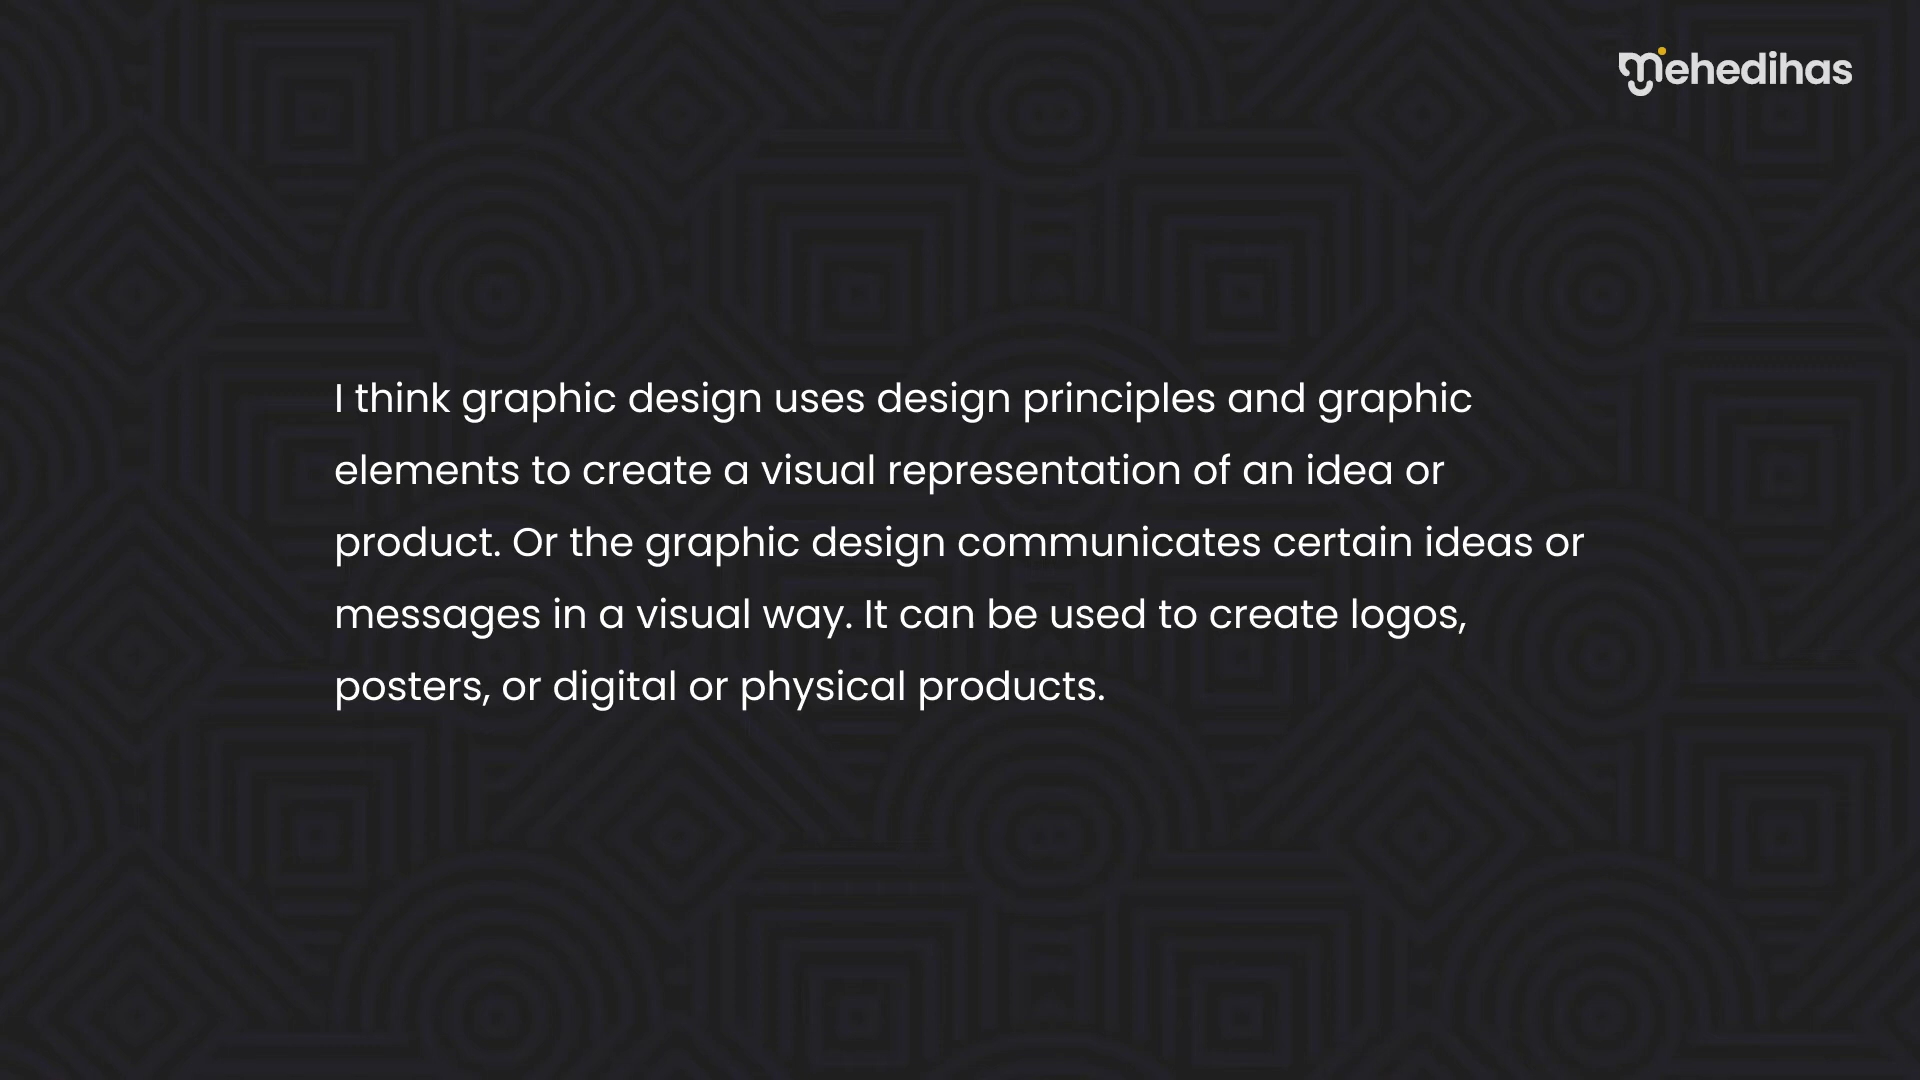 mehedihas
I think graphic design uses design principles and graphic
elements to create a visual representation of an idea or
product. Or the graphic design communicates certain ideas or
messages in a visual way. It can be used to create logos,
posters, or digital or physical products.